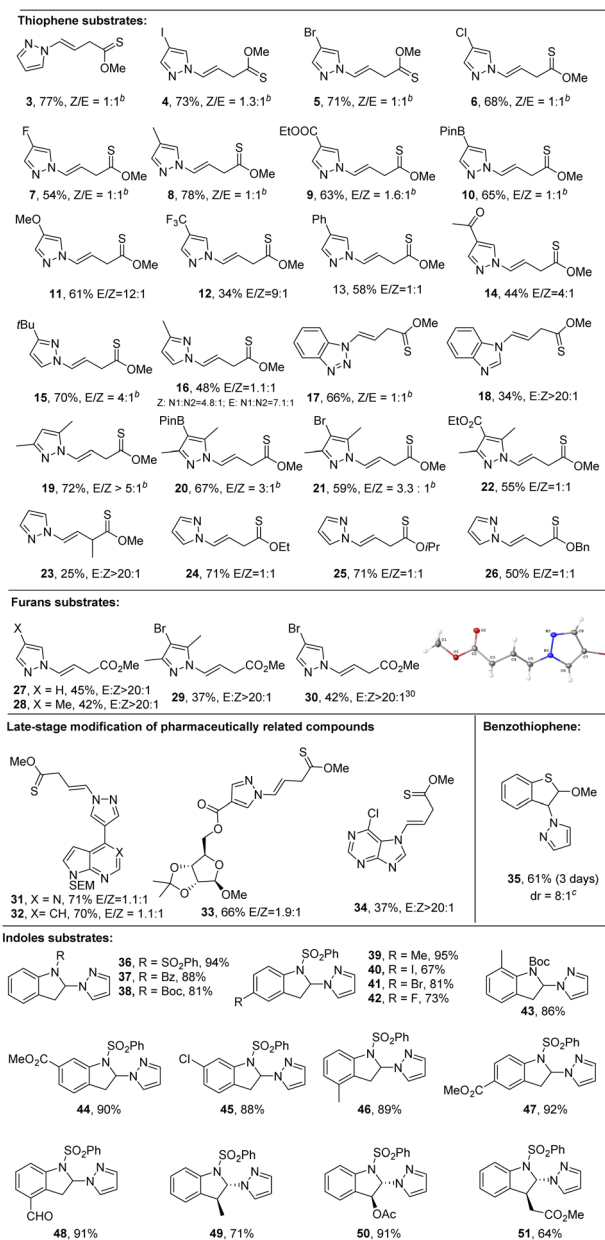 Thiophene substrates:
3, 77%, Z/E = 1:1b
4, 73%, Z/E = 1.3:1b
5, 71%, Z/E = 1:1b
6, 68%, Z/E = 1:1b
7, 54%, Z/E = 1:1b
8, 78%, Z/E = 1:1b
9, 63%, E/Z = 1.6:1b
10, 65%, E/Z = 1:1b
11, 61% E/Z=12:1
12, 34% E/Z=9:1
13, 58% E/Z=1:1
14, 44% E/Z=4:1
15, 70%, E/Z = 4:1b
16, 48% E/Z=1.1:1
Z: N1:N2=4.8:1; E: N1:N2=7.1:1
17, 66%, Z/E = 1:1b
18, 34%, E:Z>20:1
19, 72%, E/Z > 5:1b
20, 67%, E/Z = 3:1b
21, 59%, E/Z = 3.3 : 1b
22, 55% E/Z=1:1
23, 25%, E:Z>20:1
24, 71% E/Z=1:1
25, 71% E/Z=1:1
26, 50% E/Z=1:1
Furans substrates:
27, X = H, 45%, E:Z>20:1
28, X = Me, 42%, E:Z>20:1
29, 37%, E:Z>20:1
30, 42%, E:Z>20:130
Late-stage modification of pharmaceutically related compounds
31, X = N, 71% E/Z=1.1:1
32, X= CH, 70%, E/Z = 1.1:1
33, 66% E/Z=1.9:1
34, 37%, E:Z>20:1
Benzothiophene:
35, 61% (3 days)
dr = 8:1c
Indoles substrates:
36, R = SO2Ph, 94%
37, R = Bz, 88%
38, R = Boc, 81%
39, R = Me, 95%
40, R = I, 67%
41, R = Br, 81%
42, R = F, 73%
43, 86%
44, 90%
45, 88%
46, 89%
47, 92%
48, 91%
49, 71%
50, 91%
51, 64%